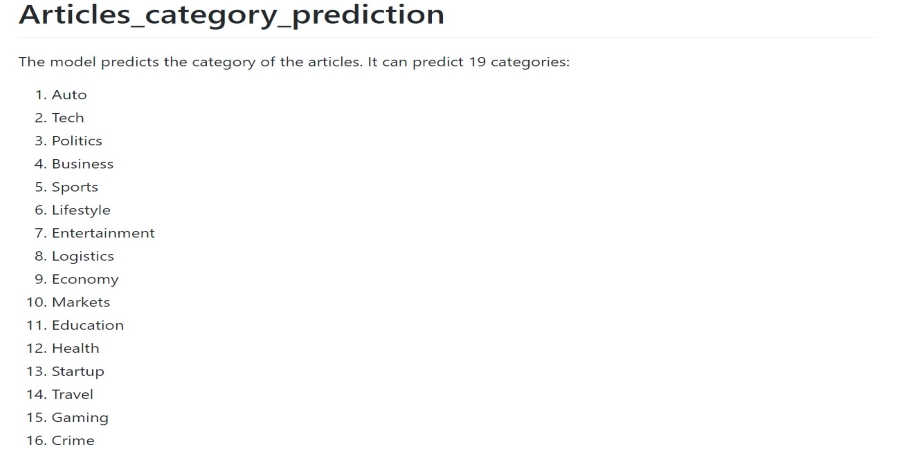 Articles_category_prediction
The model predicts the category of the articles. It can predict 19 categories:
1. Auto
2. Tech
3. Politics
4. Business
5. Sports
6. Lifestyle
7. Entertainment
8. Logistics
9. Economy
10. Markets
11. Education
12. Health
13. Startup
14. Travel
15. Gaming
16. Crime